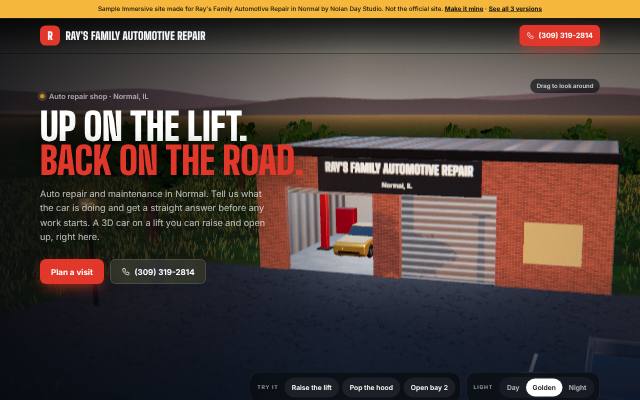 Sample Immersive site made for Ray's Family Automotive Repair in Normal by Nolan Day Studio. Not the official site. Make it mine · See all 3 versions
R RAY'S FAMILY AUTOMOTIVE REPAIR
(309) 319-2814
Drag to look around
Auto repair shop · Normal, IL
UP ON THE LIFT.
BACK ON THE ROAD.
RAY'S FAMILY AUTOMOTIVE REPAIR
Normal, IL
Auto repair and maintenance in Normal. Tell us what
the car is doing and get a straight answer before any
work starts. A 3D car on a lift you can raise and open
up, right here.
Plan a visit
(309) 319-2814
TRY IT Raise the lift Pop the hood Open bay 2
LIGHT Day Golden Night